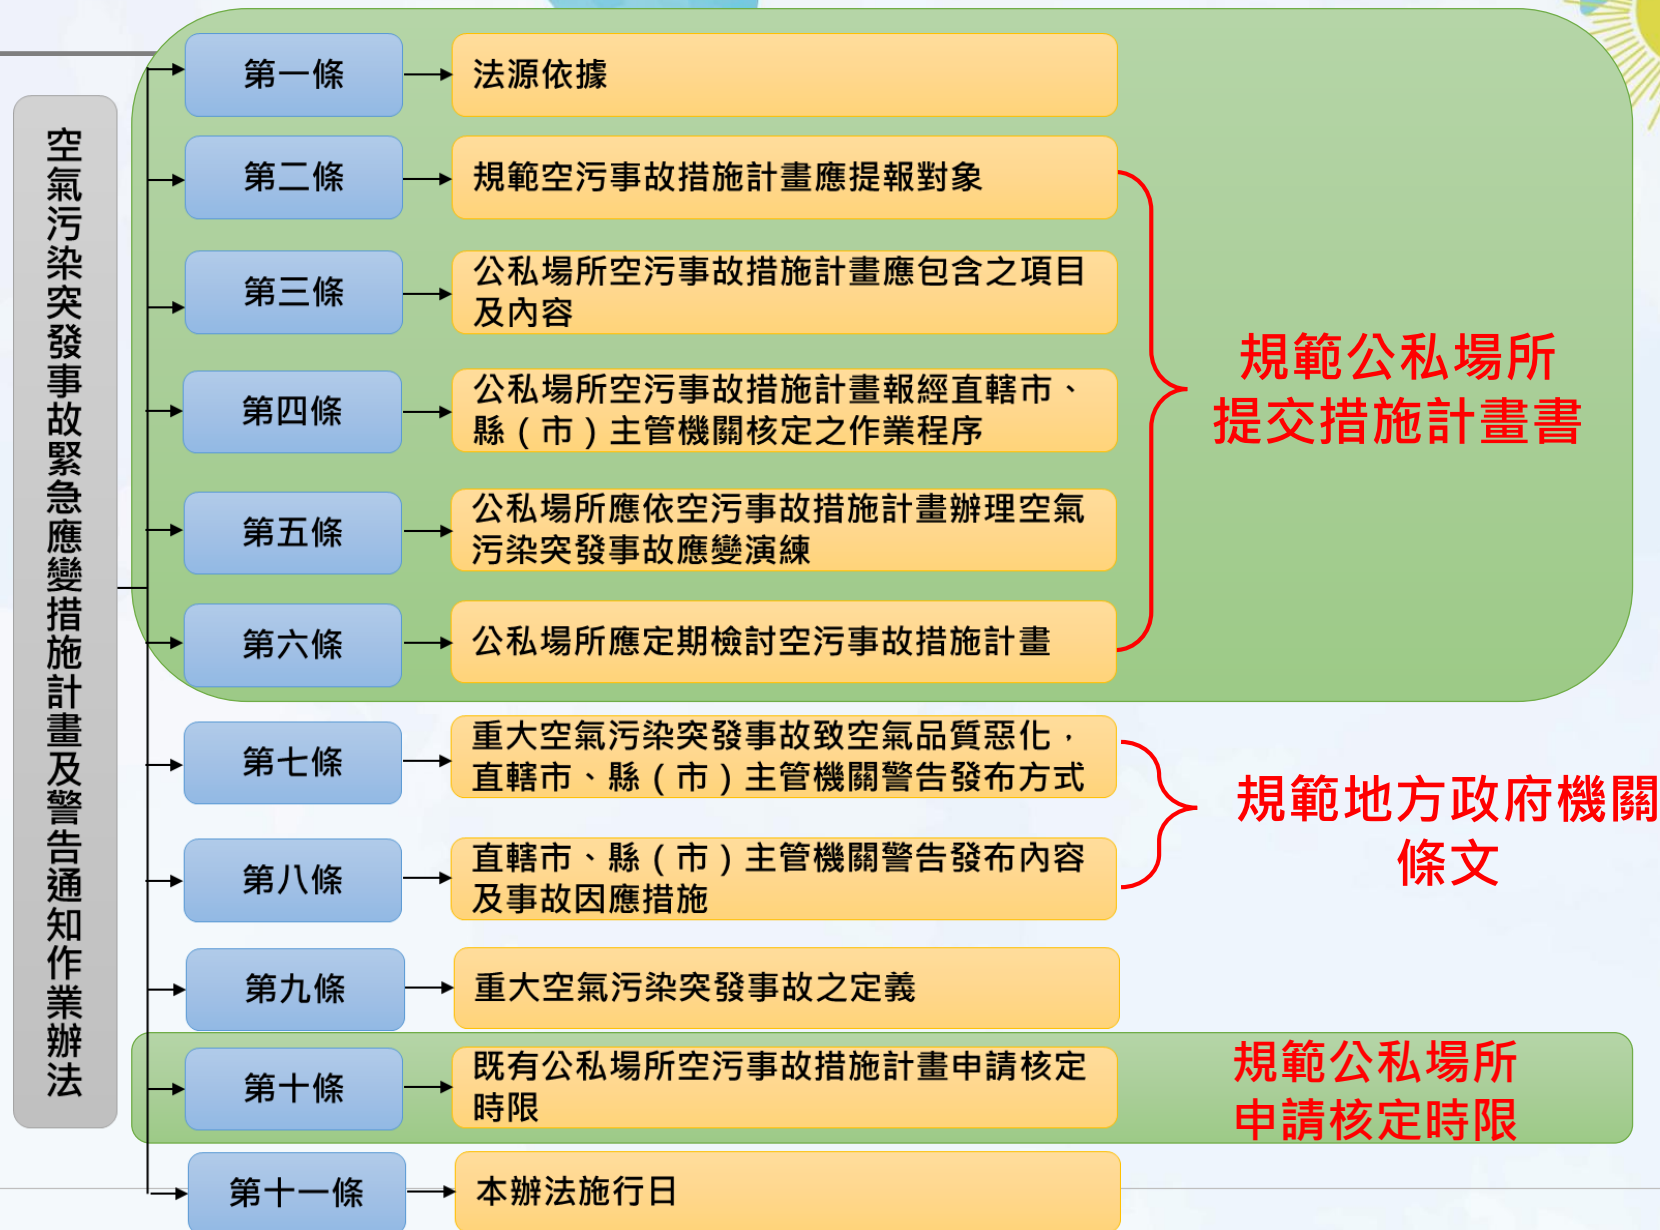 空氣污染突發事故緊急應變措施計畫及警告通知作業辦法
第一條
法源依據
第二條
規範空污事故措施計畫應提報對象
第三條
公私場所空污事故措施計畫應包含之項目
及內容
第四條
公私場所空污事故措施計畫報經直轄市、
縣（市）主管機關核定之作業程序
第五條
公私場所應依空污事故措施計畫辦理空氣
污染突發事故應變演練
第六條
公私場所應定期檢討空污事故措施計畫
規範公私場所
提交措施計畫書
第七條
重大空氣污染突發事故致空氣品質惡化，
直轄市、縣（市）主管機關警告發布方式
第八條
直轄市、縣（市）主管機關警告發布內容
及事故因應措施
規範地方政府機關
條文
第九條
重大空氣污染突發事故之定義
第十條
既有公私場所空污事故措施計畫申請核定
時限
規範公私場所
申請核定時限
第十一條
本辦法施行日